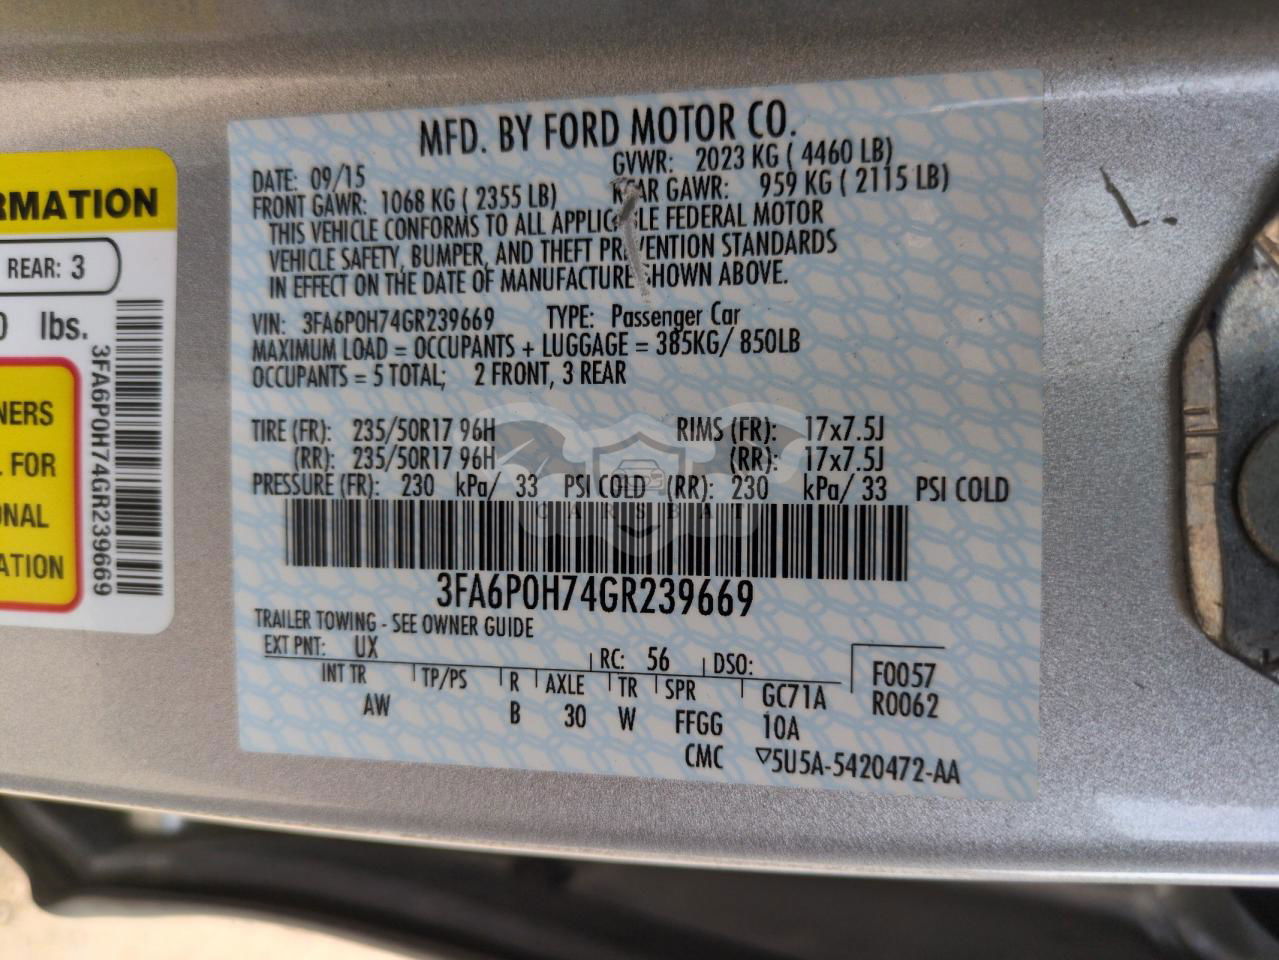 RMATION
REAR: 3
0 lbs.
NERS
L FOR
ONAL
ATION
3FA6P0H74GR239669
MFD. BY FORD MOTOR CO.
DATE: 09/15 GVWR: 2023 KG ( 4460 LB)
FRONT GAWR: 1068 KG ( 2355 LB) REAR GAWR: 959 KG ( 2115 LB)
THIS VEHICLE CONFORMS TO ALL APPLICABLE FEDERAL MOTOR
VEHICLE SAFETY, BUMPER, AND THEFT PREVENTION STANDARDS
IN EFFECT ON THE DATE OF MANUFACTURE SHOWN ABOVE.
VIN: 3FA6P0H74GR239669 TYPE: Passenger Car
MAXIMUM LOAD = OCCUPANTS + LUGGAGE = 385KG/ 850LB
OCCUPANTS = 5 TOTAL; 2 FRONT, 3 REAR
TIRE (FR): 235/50R17 96H RIMS (FR): 17x7.5J
(RR): 235/50R17 96H (RR): 17x7.5J
PRESSURE (FR): 230 kPa/ 33 PSI COLD (RR): 230 kPa/ 33 PSI COLD
CARSBAT
3FA6P0H74GR239669
TRAILER TOWING - SEE OWNER GUIDE
EXT PNT: UX RC: 56 DSO:
INT TR TP/PS R AXLE TR SPR GC71A F0057
AW B 30 W FFGG 10A R0062
CMC ▽5U5A-5420472-AA